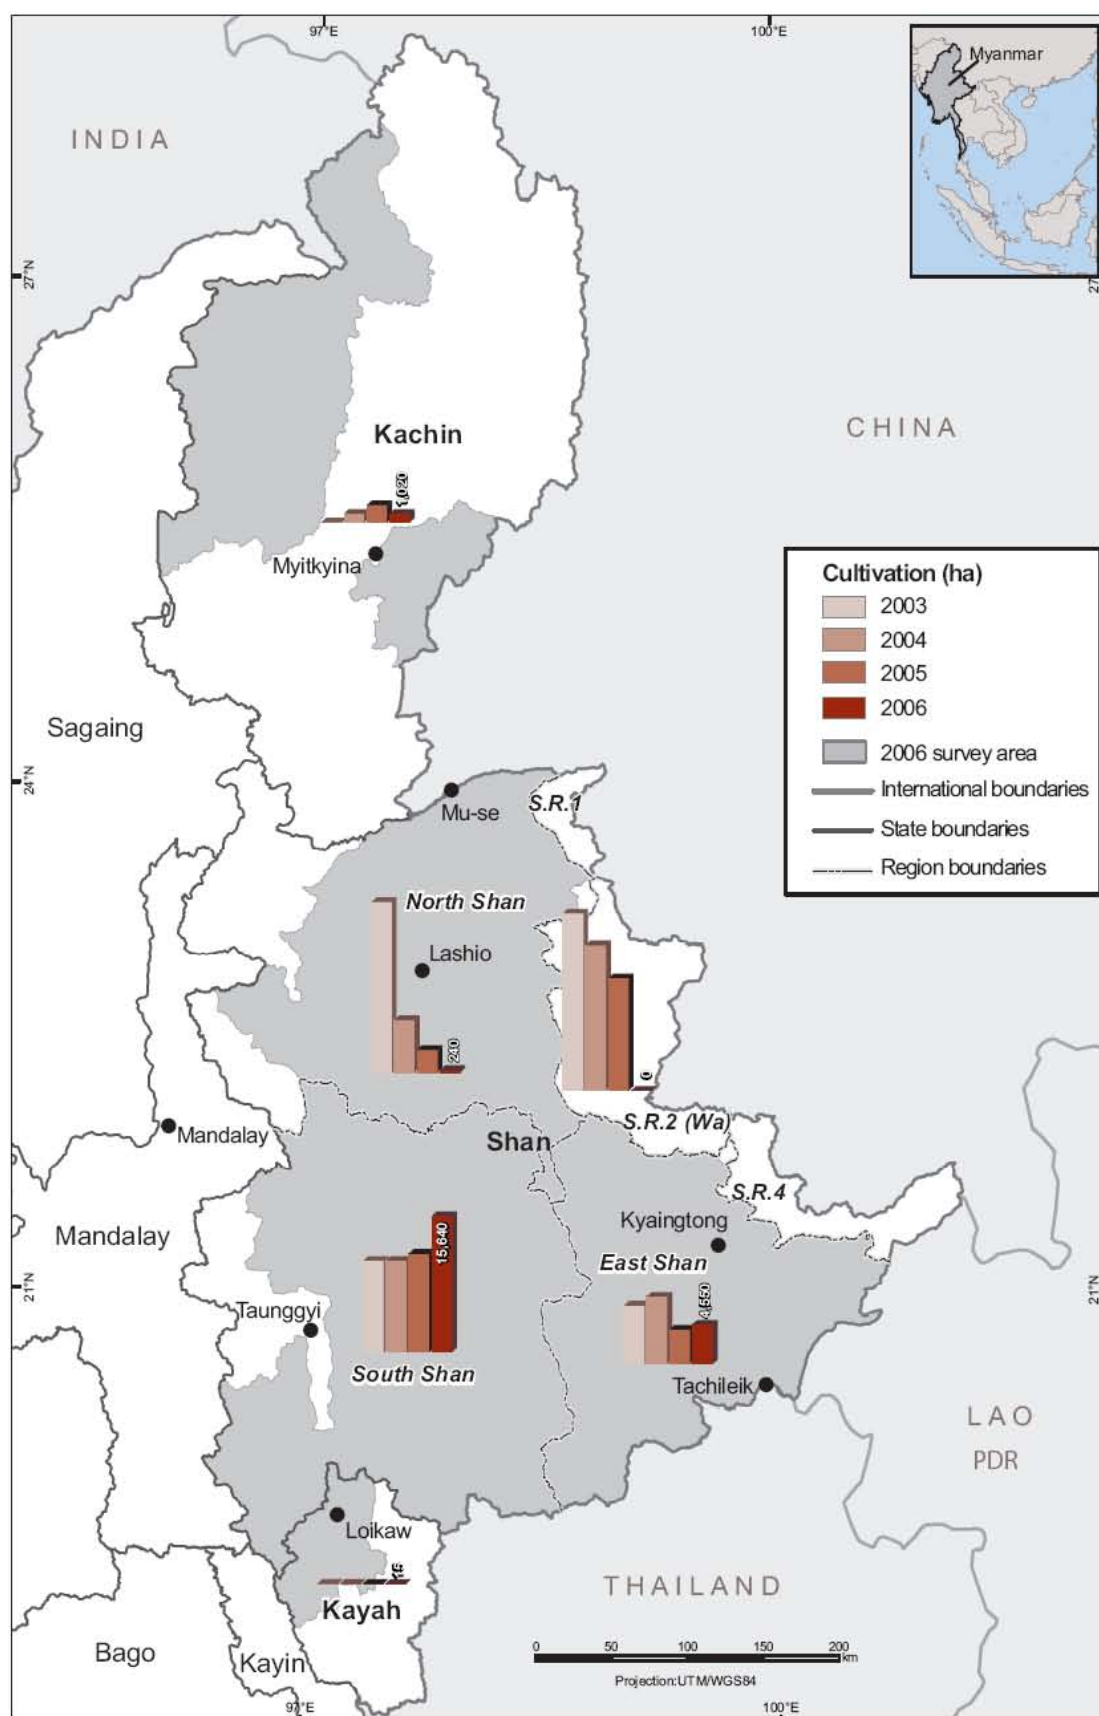 97°E
100°E
Myanmar
INDIA
27°N
27
Kachin
CHINA
1,020
Myitkyina
Cultivation (ha)
2003
2004
2005
2006
2006 survey area
International boundaries
State boundaries
Region boundaries
Sagaing
24°N
Mu-se
S.R.1
North Shan
Lashio
240
0
Mandalay
Shan
S.R.2 (Wa)
S.R.4
Mandalay
Kyaingtong
15,640
East Shan
21°N
21°N
Taunggyi
4,550
South Shan
Tachileik
LAO
PDR
Loikaw
15
Kayah
THAILAND
Bago
Kayin
0 50 100 150 200
km
Projection:UTM/WGS84
97°E
100°E